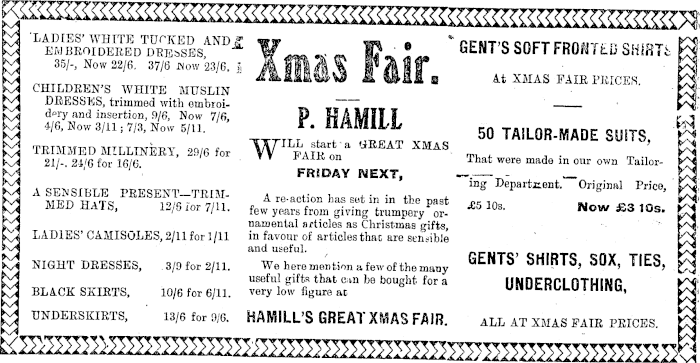 LADIES' WHITE TUCKED AND
EMBROIDERED DRESSES,
35/-, Now 22/6. 37/6 Now 23/6.
CHILDREN'S WHITE MUSLIN
DRESSES, trimmed with embroi-
dery and insertion, 9/6, Now 7/6,
4/6, Now 3/11; 7/3, Now 5/11.
TRIMMED MILLINERY, 29/6 for
21/-. 24/6 for 16/6.
A SENSIBLE PRESENT—TRIM-
MED HATS, 12/6 for 7/11.
LADIES' CAMISOLES, 2/11 for 1/11
NIGHT DRESSES, 3/9 for 2/11.
BLACK SKIRTS, 10/6 for 6/11.
UNDERSKIRTS, 13/6 for 9/6.
Xmas Fair.
P. HAMILL
WILL start a GREAT XMAS
FAIR on
FRIDAY NEXT,
A re-action has set in in the past
few years from giving trumpery or-
namental articles as Christmas gifts,
in favour of articles that are sensible
and useful.
We here mention a few of the many
useful gifts that can be bought for a
very low figure at
HAMILL'S GREAT XMAS FAIR.
GENT'S SOFT FRONTED SHIRTS
At XMAS FAIR PRICES.
50 TAILOR-MADE SUITS,
That were made in our own Tailor-
ing Department. Original Price,
£5 10s. Now £3 10s.
GENTS' SHIRTS, SOX, TIES,
UNDERCLOTHING,
ALL AT XMAS FAIR PRICES.